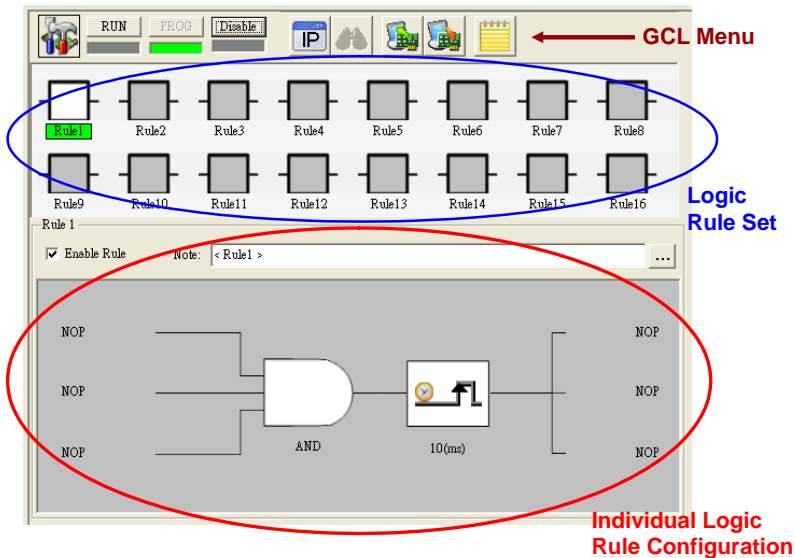 RUN PROG Disable IP GCL Menu
Rule1 Rule2 Rule3 Rule4 Rule5 Rule6 Rule7 Rule8
Rule9 Rule10 Rule11 Rule12 Rule13 Rule14 Rule15 Rule16
Logic
Rule Set
Rule 1
Enable Rule Note: < Rule1 > ...
NOP NOP
NOP NOP
AND 10(ms)
NOP NOP
Individual Logic
Rule Configuration